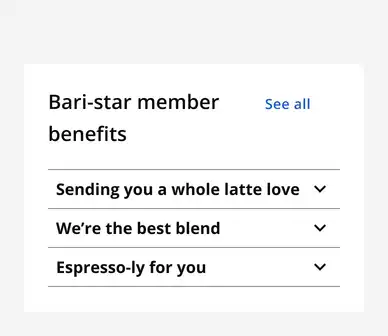 Bari-star member
See all
benefits
Sending you a whole latte love
We’re the best blend
Espresso-ly for you